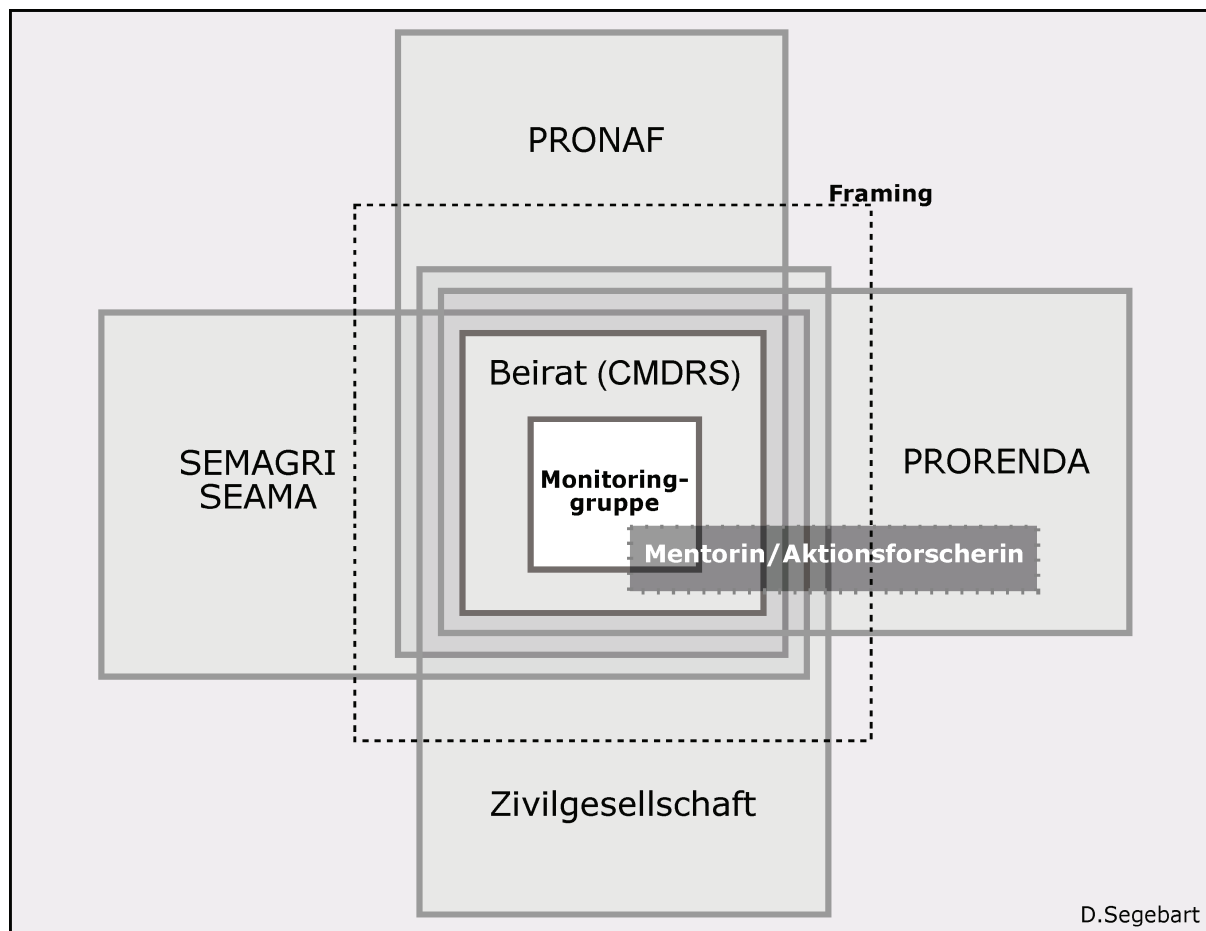 PRONAF
Framing
Beirat (CMDRS)
SEMAGRI
SEAMA
PRORENDA
Monitoring-
gruppe
Mentorin/Aktionsforscherin
Zivilgesellschaft
D.Segebart